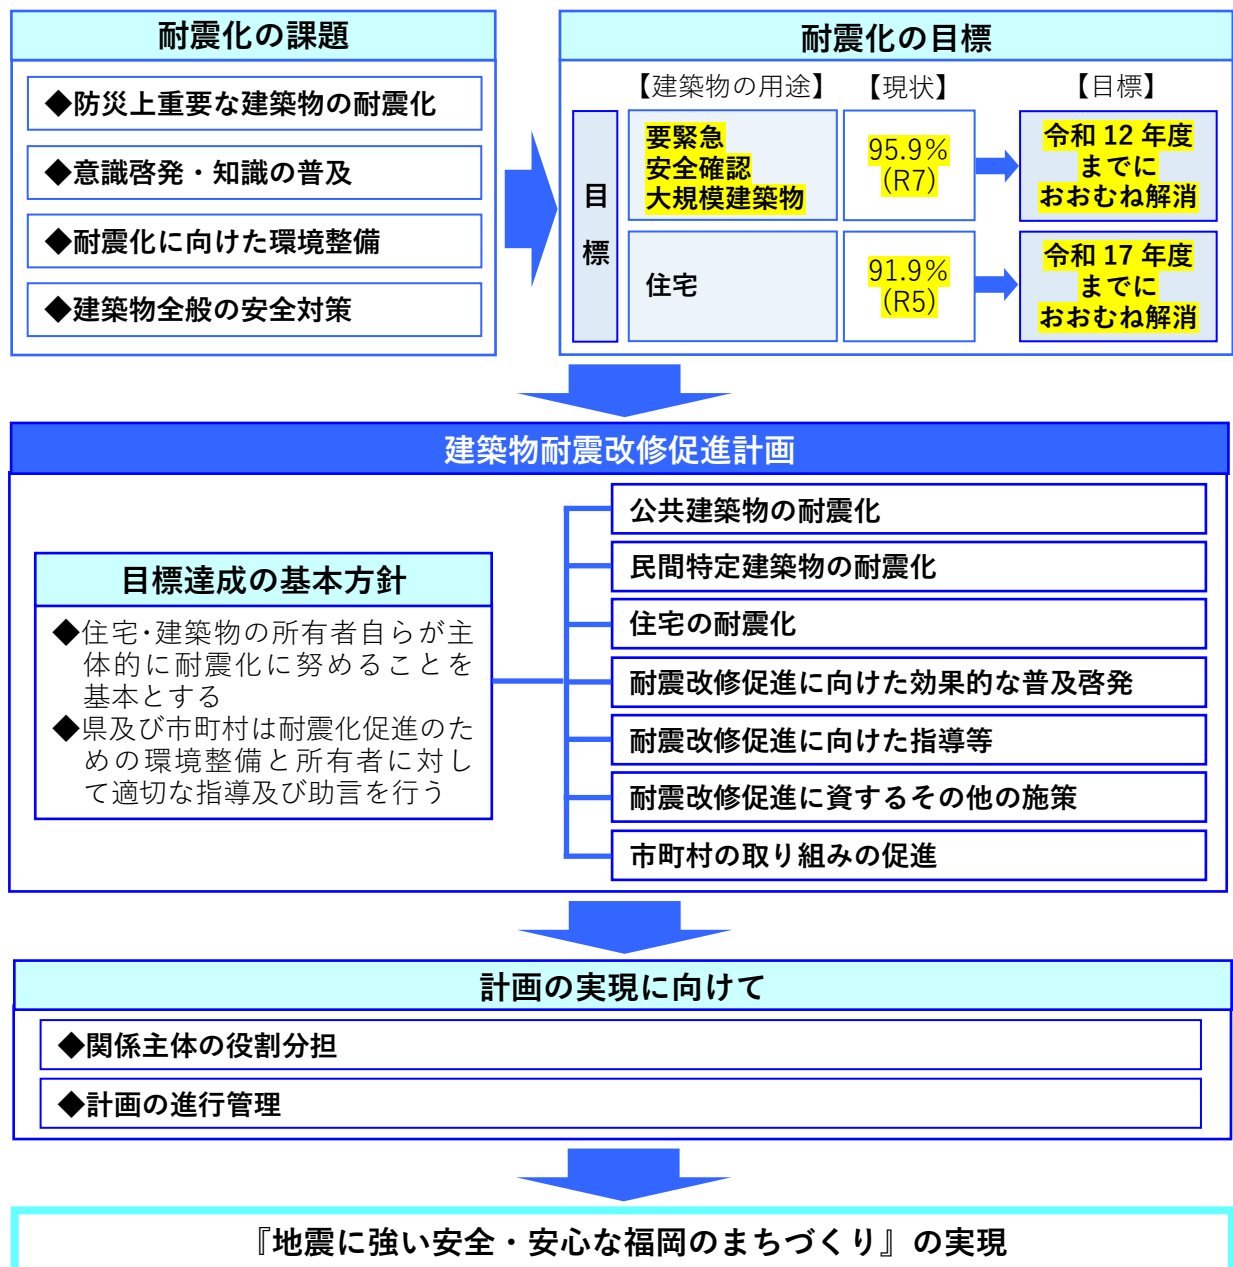 耐震化の課題
◆防災上重要な建築物の耐震化
◆意識啓発・知識の普及
◆耐震化に向けた環境整備
◆建築物全般の安全対策
耐震化の目標
【建築物の用途】 【現状】 【目標】
目標
要緊急
安全確認
大規模建築物
95.9%
(R7)
令和 12 年度
までに
おおむね解消
住宅
91.9%
(R5)
令和 17 年度
までに
おおむね解消
建築物耐震改修促進計画
目標達成の基本方針
◆住宅・建築物の所有者自らが主
体的に耐震化に努めることを
基本とする
◆県及び市町村は耐震化促進のた
めの環境整備と所有者に対し
て適切な指導及び助言を行う
公共建築物の耐震化
民間特定建築物の耐震化
住宅の耐震化
耐震改修促進に向けた効果的な普及啓発
耐震改修促進に向けた指導等
耐震改修促進に資するその他の施策
市町村の取り組みの促進
計画の実現に向けて
◆関係主体の役割分担
◆計画の進行管理
『地震に強い安全・安心な福岡のまちづくり』の実現